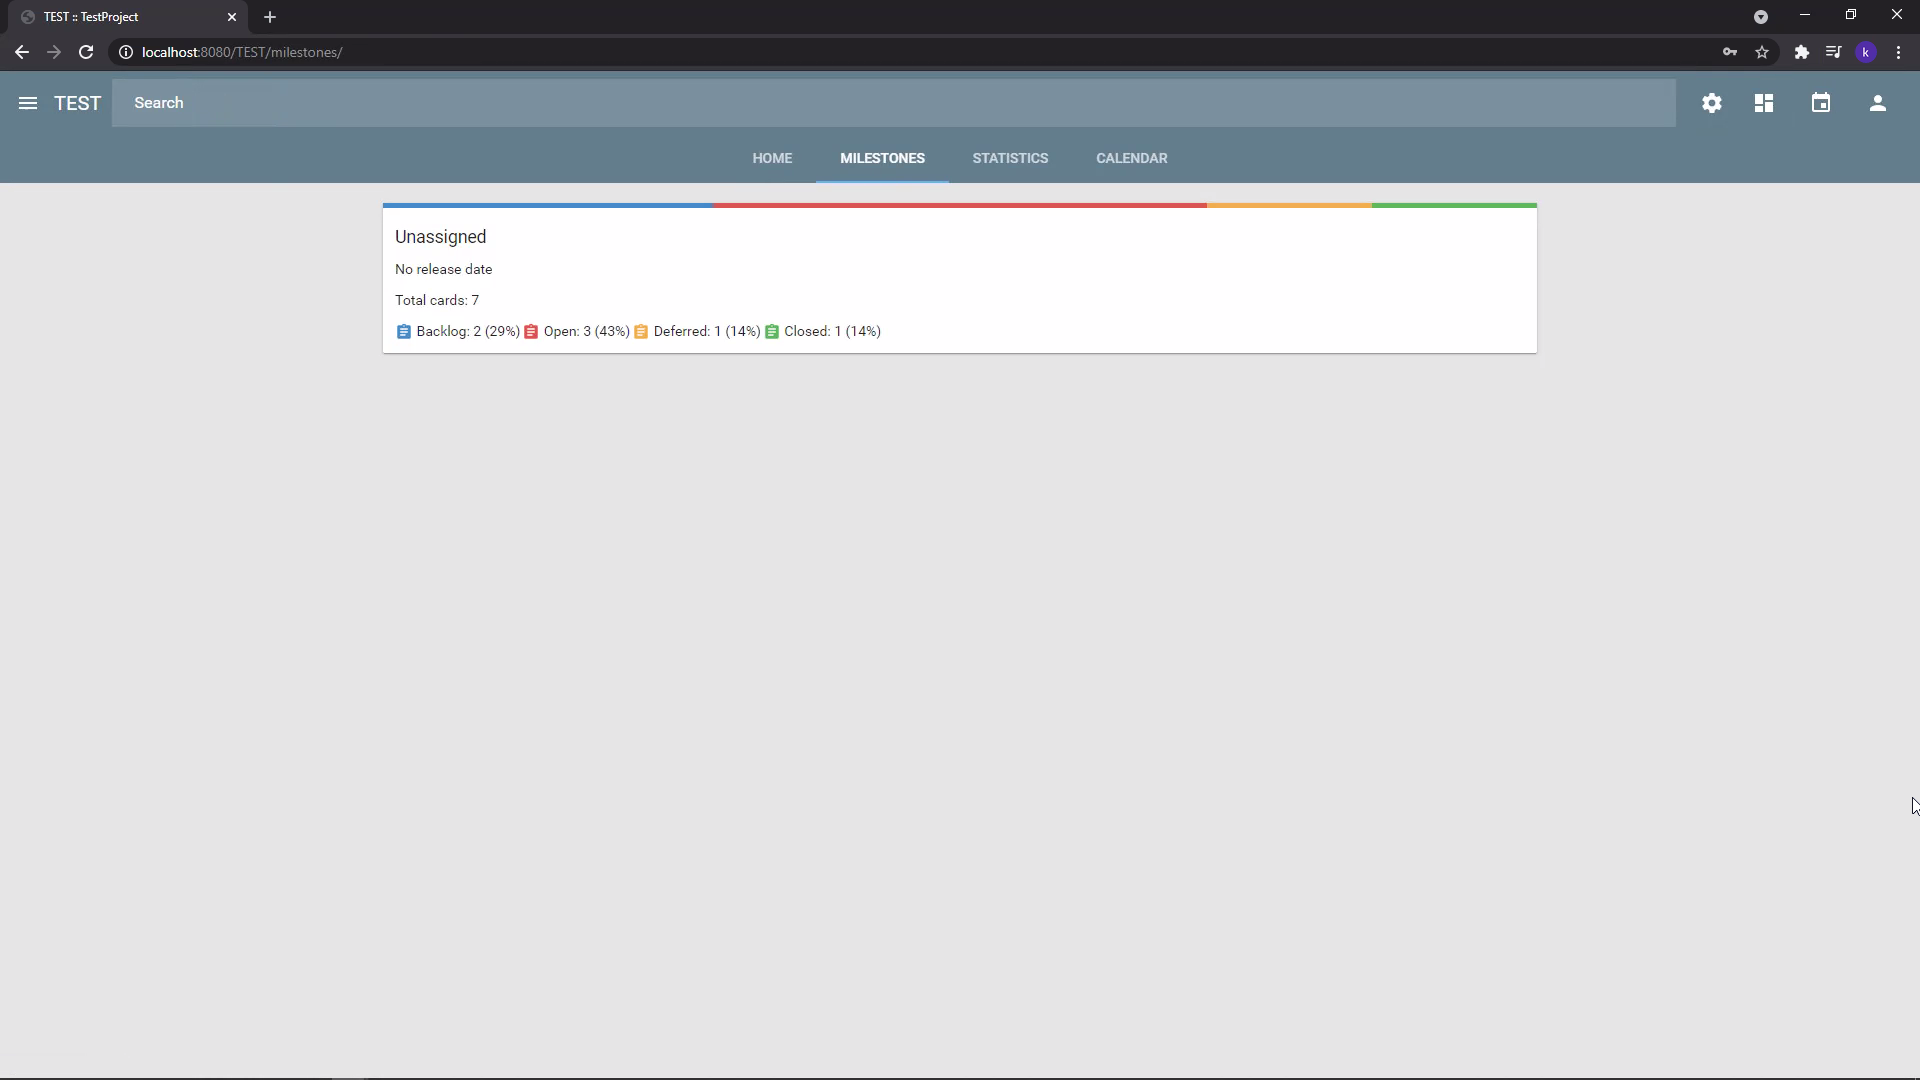 TEST :: TestProject
localhost:8080/TEST/milestones/
k
TEST
Search
HOME
MILESTONES
STATISTICS
CALENDAR
Unassigned
No release date
Total cards: 7
Backlog: 2 (29%) Open: 3 (43%) Deferred: 1 (14%) Closed: 1 (14%)